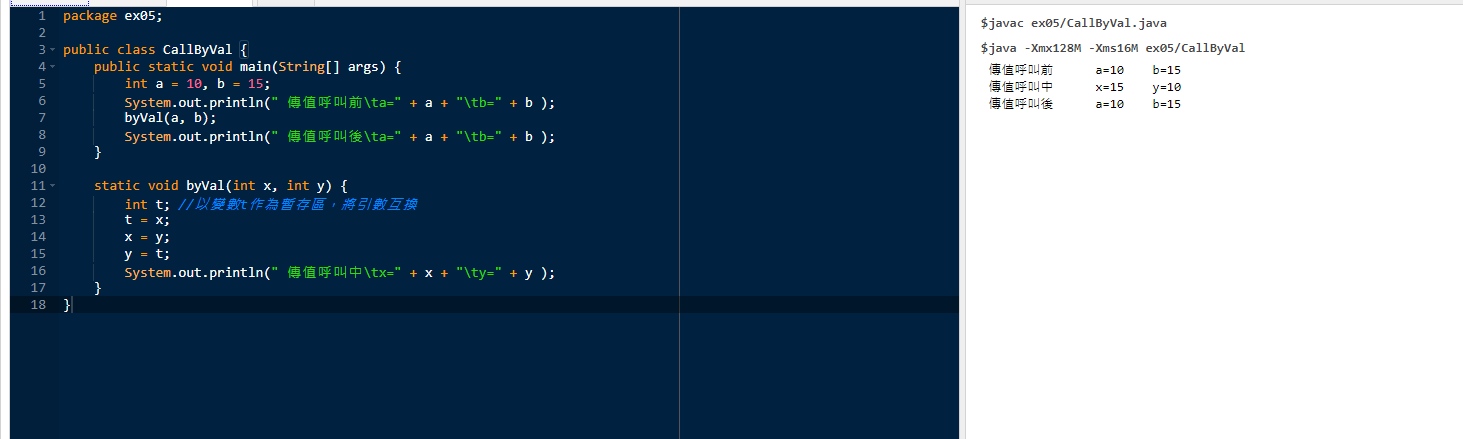 1 package ex05;
2
3 public class CallByVal {
4     public static void main(String[] args) {
5         int a = 10, b = 15;
6         System.out.println(" 傳值呼叫前\ta=" + a + "\tb=" + b );
7         byVal(a, b);
8         System.out.println(" 傳值呼叫後\ta=" + a + "\tb=" + b );
9     }
10
11     static void byVal(int x, int y) {
12         int t; //以變數t作為暫存區，將引數互換
13         t = x;
14         x = y;
15         y = t;
16         System.out.println(" 傳值呼叫中\tx=" + x + "\ty=" + y );
17     }
18 }
$javac ex05/CallByVal.java
$java -Xmx128M -Xms16M ex05/CallByVal
傳值呼叫前 a=10 b=15
傳值呼叫中 x=15 y=10
傳值呼叫後 a=10 b=15